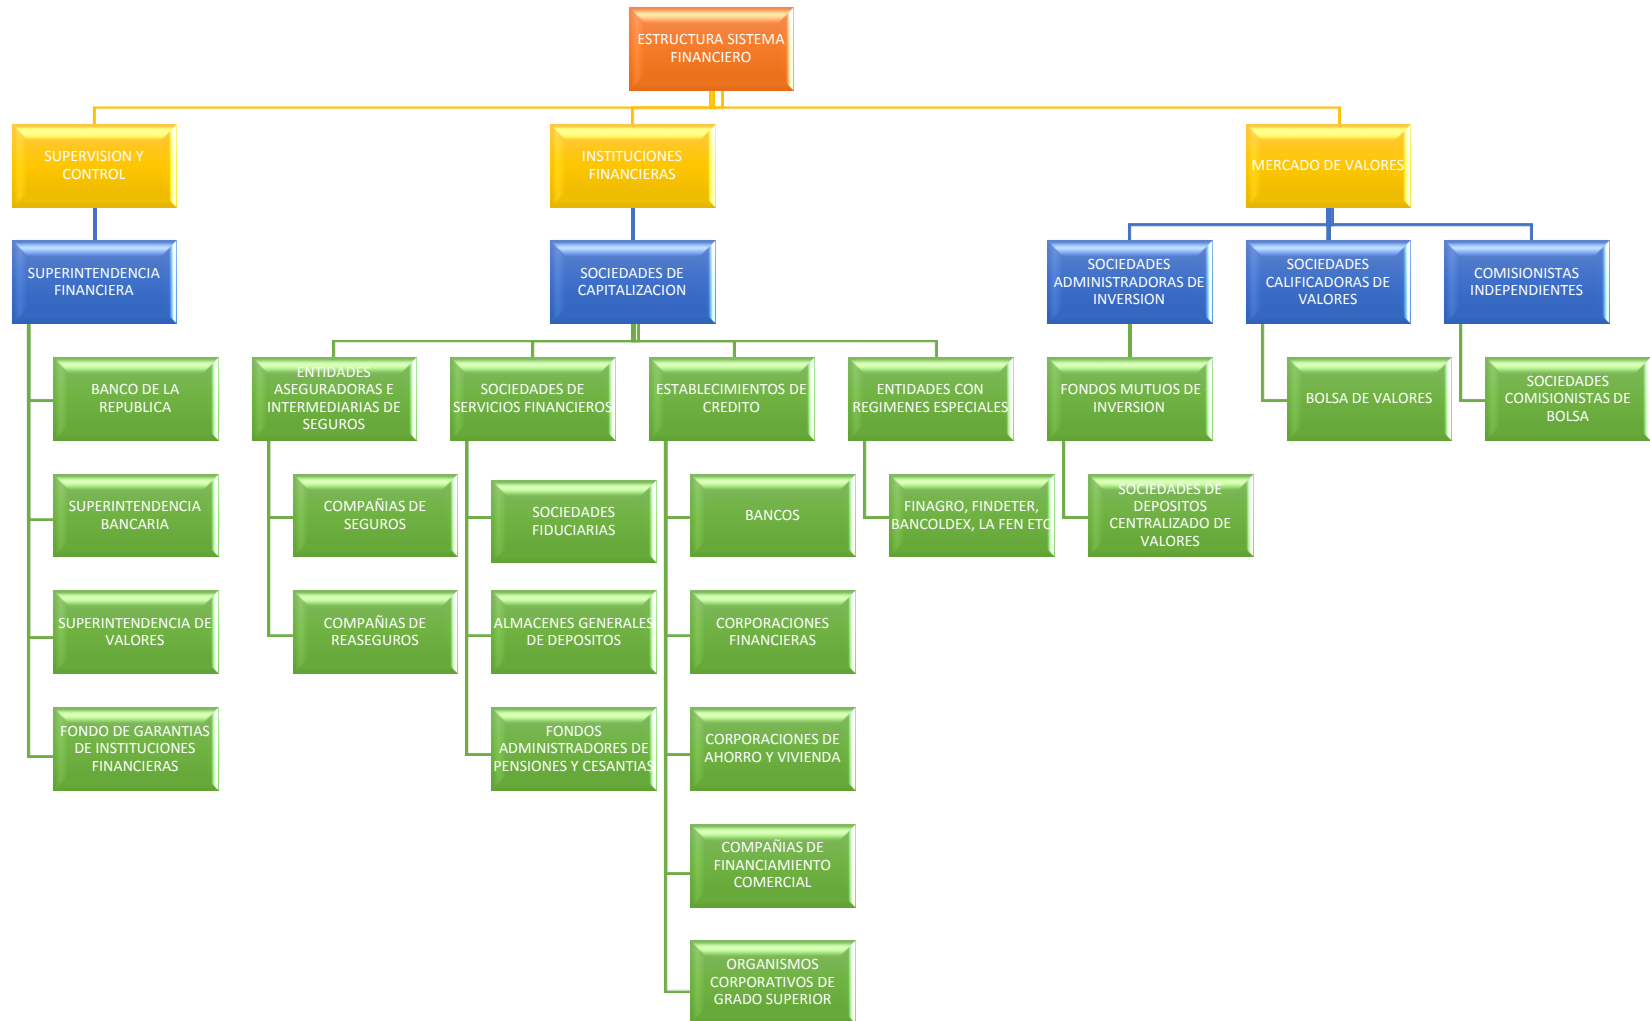 ESTRUCTURA SISTEMA
FINANCIERO
SUPERVISION Y
CONTROL
INSTITUCIONES
FINANCIERAS
MERCADO DE VALORES
SUPERINTENDENCIA
FINANCIERA
SOCIEDADES DE
CAPITALIZACION
SOCIEDADES
ADMINISTRADORAS DE
INVERSION
SOCIEDADES
CALIFICADORAS DE
VALORES
COMISIONISTAS
INDEPENDIENTES
BANCO DE LA
REPUBLICA
ENTIDADES
ASEGURADORAS E
INTERMEDIARIAS DE
SEGUROS
SOCIEDADES DE
SERVICIOS FINANCIEROS
ESTABLECIMIENTOS DE
CREDITO
ENTIDADES CON
REGIMENES ESPECIALES
FONDOS MUTUOS DE
INVERSION
BOLSA DE VALORES
SOCIEDADES
COMISIONISTAS DE
BOLSA
SUPERINTENDENCIA
BANCARIA
COMPAÑIAS DE
SEGUROS
SOCIEDADES
FIDUCIARIAS
BANCOS
FINAGRO, FINDETER,
BANCOLDEX, LA FEN ETC
SOCIEDADES DE
DEPOSITOS
CENTRALIZADO DE
VALORES
SUPERINTENDENCIA DE
VALORES
COMPAÑIAS DE
REASEGUROS
ALMACENES GENERALES
DE DEPOSITOS
CORPORACIONES
FINANCIERAS
FONDO DE GARANTIAS
DE INSTITUCIONES
FINANCIERAS
FONDOS
ADMINISTRADORES DE
PENSIONES Y CESANTIAS
CORPORACIONES DE
AHORRO Y VIVIENDA
COMPAÑIAS DE
FINANCIAMIENTO
COMERCIAL
ORGANISMOS
CORPORATIVOS DE
GRADO SUPERIOR